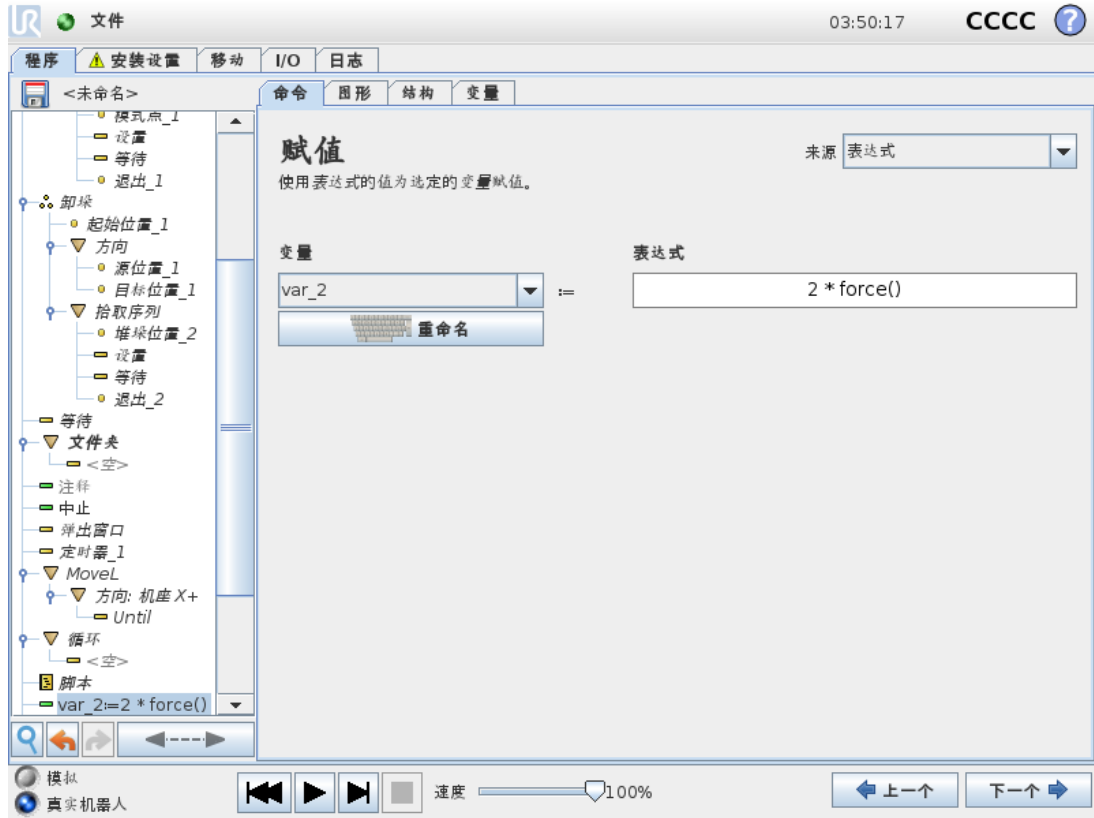 UR 文件 03:50:17 CCCC ?
程序 安装设置 移动 I/O 日志
<未命名> 命令 图形 结构 变量
模式点_1
设置
等待
退出_1
卸垛
起始位置_1
方向
源位置_1
目标位置_1
拾取序列
堆垛位置_2
设置
等待
退出_2
等待
文件夹
<空>
注释
中止
弹出窗口
定时器_1
MoveL
方向: 机座 X+
Until
循环
<空>
脚本
var_2:=2 * force()
赋值
来源 表达式
使用表达式的值为选定的变量赋值。
变量 表达式
var_2 := 2 * force()
重命名
模拟
真实机器人
速度 100%
上一个 下一个